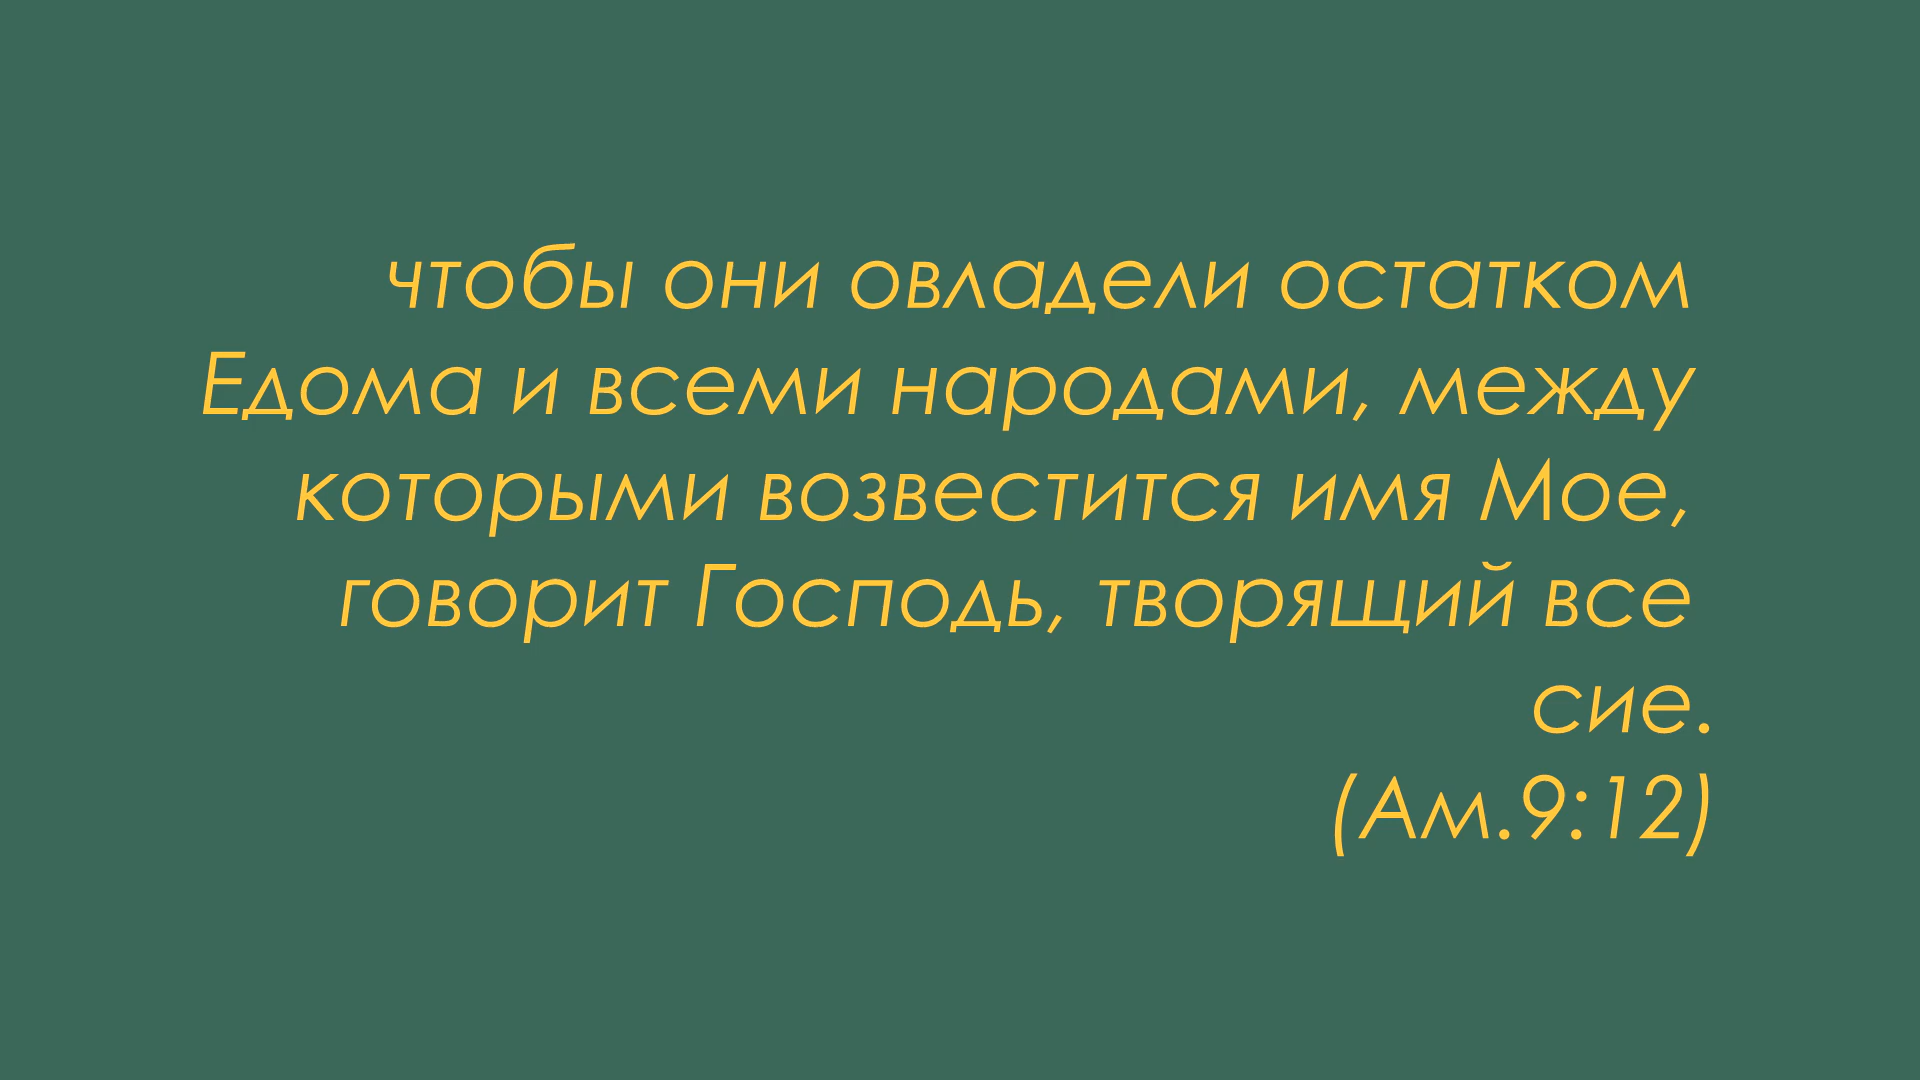 чтобы они овладели остатком
Едома и всеми народами, между
которыми возвестится имя Мое,
говорит Господь, творящий все
сие.
(Ам.9:12)